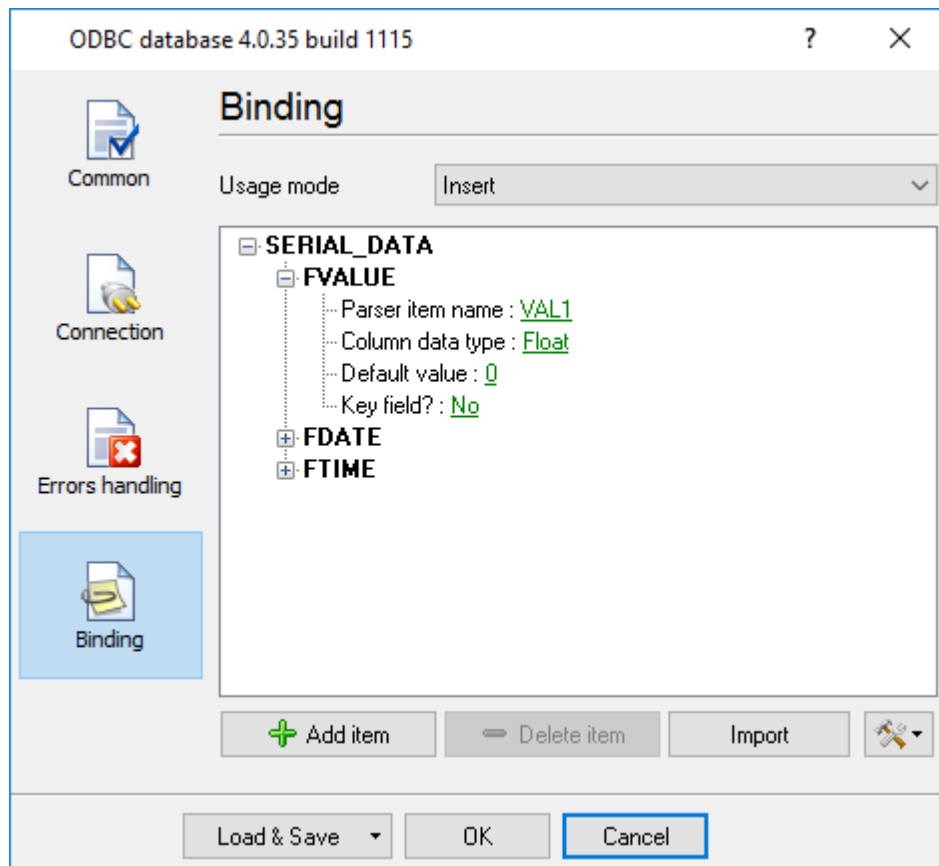 ODBC database 4.0.35 build 1115
?
Common
Connection
Errors handling
Binding
Binding
Usage mode
Insert
SERIAL_DATA
FVALUE
Parser item name : VAL1
Column data type : Float
Default value : 0
Key field? : No
FDATE
FTIME
Add item
Delete item
Import
Load & Save
OK
Cancel